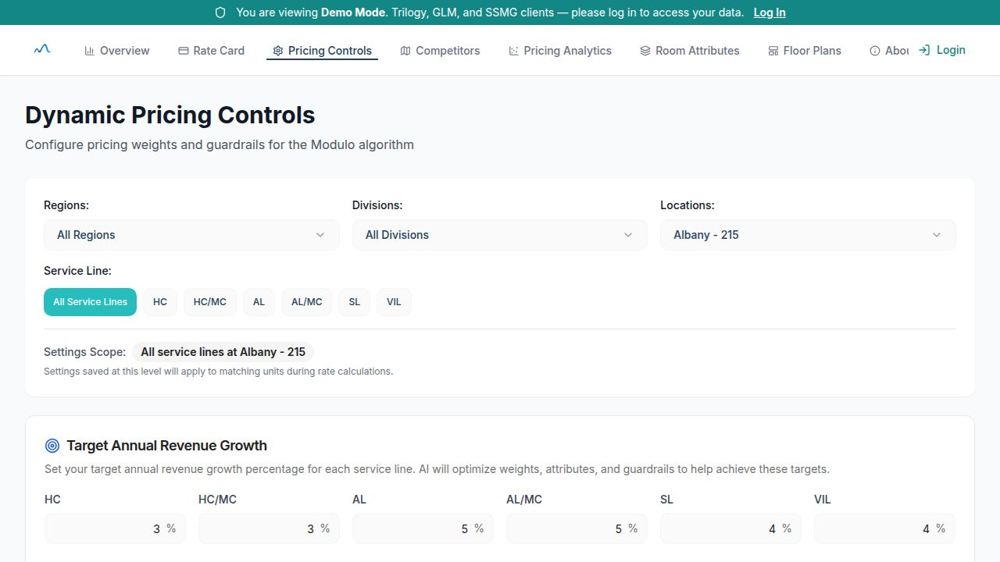 You are viewing Demo Mode. Trilogy, GLM, and SSMG clients — please log in to access your data. Log In
Overview Rate Card Pricing Controls Competitors Pricing Analytics Room Attributes Floor Plans Abou Login
Dynamic Pricing Controls
Configure pricing weights and guardrails for the Modulo algorithm
Regions: Divisions: Locations:
All Regions All Divisions Albany - 215
Service Line:
All Service Lines HC HC/MC AL AL/MC SL VIL
Settings Scope: All service lines at Albany - 215
Settings saved at this level will apply to matching units during rate calculations.
Target Annual Revenue Growth
Set your target annual revenue growth percentage for each service line. AI will optimize weights, attributes, and guardrails to help achieve these targets.
HC HC/MC AL AL/MC SL VIL
3 % 3 % 5 % 5 % 4 % 4 %